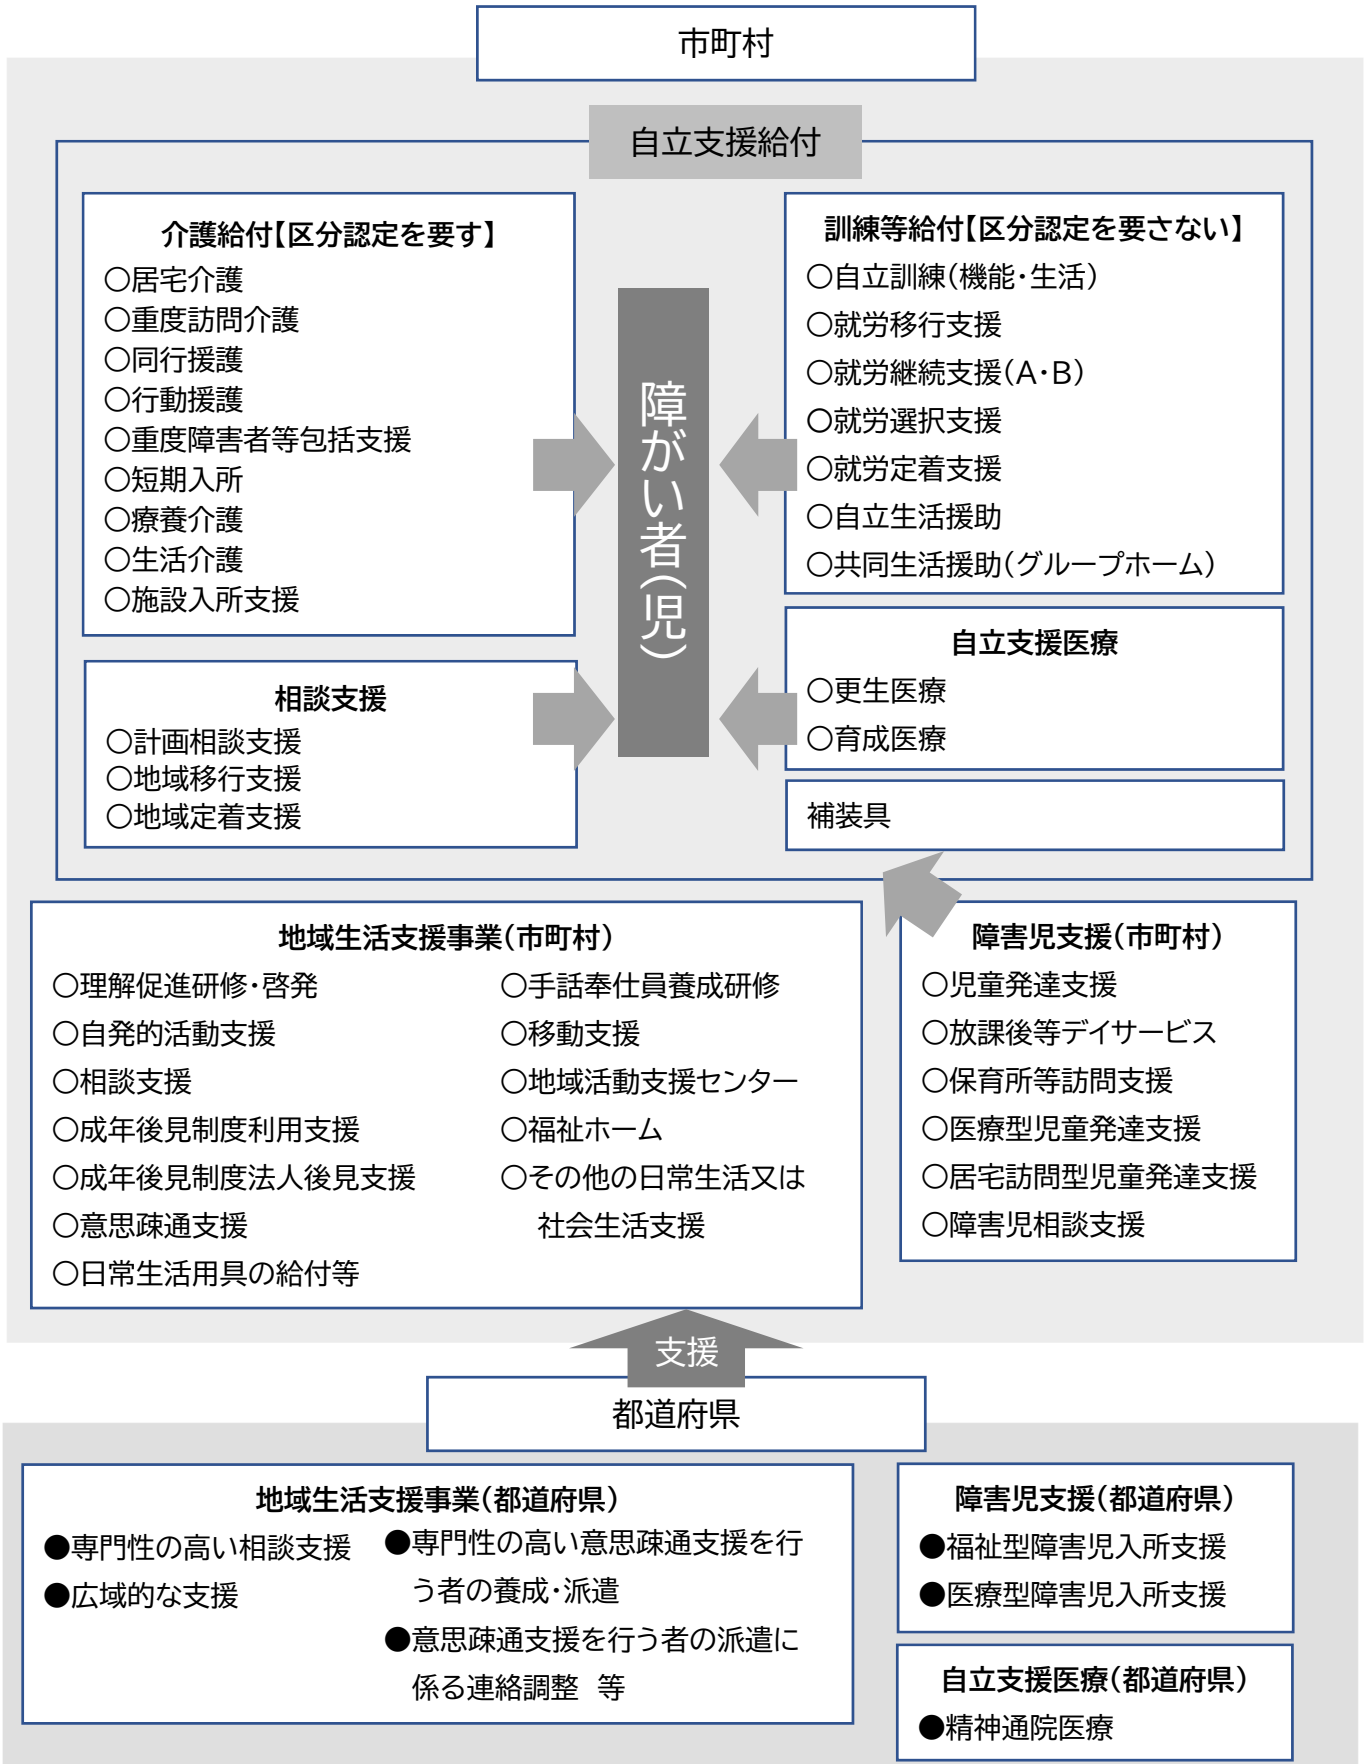 市町村
自立支援給付
介護給付【区分認定を要す】
○居宅介護
○重度訪問介護
○同行援護
○行動援護
○重度障害者等包括支援
○短期入所
○療養介護
○生活介護
○施設入所支援
相談支援
○計画相談支援
○地域移行支援
○地域定着支援
障がい者(児)
訓練等給付【区分認定を要さない】
○自立訓練(機能・生活)
○就労移行支援
○就労継続支援(A・B)
○就労選択支援
○就労定着支援
○自立生活援助
○共同生活援助(グループホーム)
自立支援医療
○更生医療
○育成医療
補装具
地域生活支援事業(市町村)
○理解促進研修・啓発
○自発的活動支援
○相談支援
○成年後見制度利用支援
○成年後見制度法人後見支援
○意思疎通支援
○日常生活用具の給付等
○手話奉仕員養成研修
○移動支援
○地域活動支援センター
○福祉ホーム
○その他の日常生活又は
社会生活支援
障害児支援(市町村)
○児童発達支援
○放課後等デイサービス
○保育所等訪問支援
○医療型児童発達支援
○居宅訪問型児童発達支援
○障害児相談支援
支援
都道府県
地域生活支援事業(都道府県)
●専門性の高い相談支援
●広域的な支援
●専門性の高い意思疎通支援を行
う者の養成・派遣
●意思疎通支援を行う者の派遣に
係る連絡調整 等
障害児支援(都道府県)
●福祉型障害児入所支援
●医療型障害児入所支援
自立支援医療(都道府県)
●精神通院医療